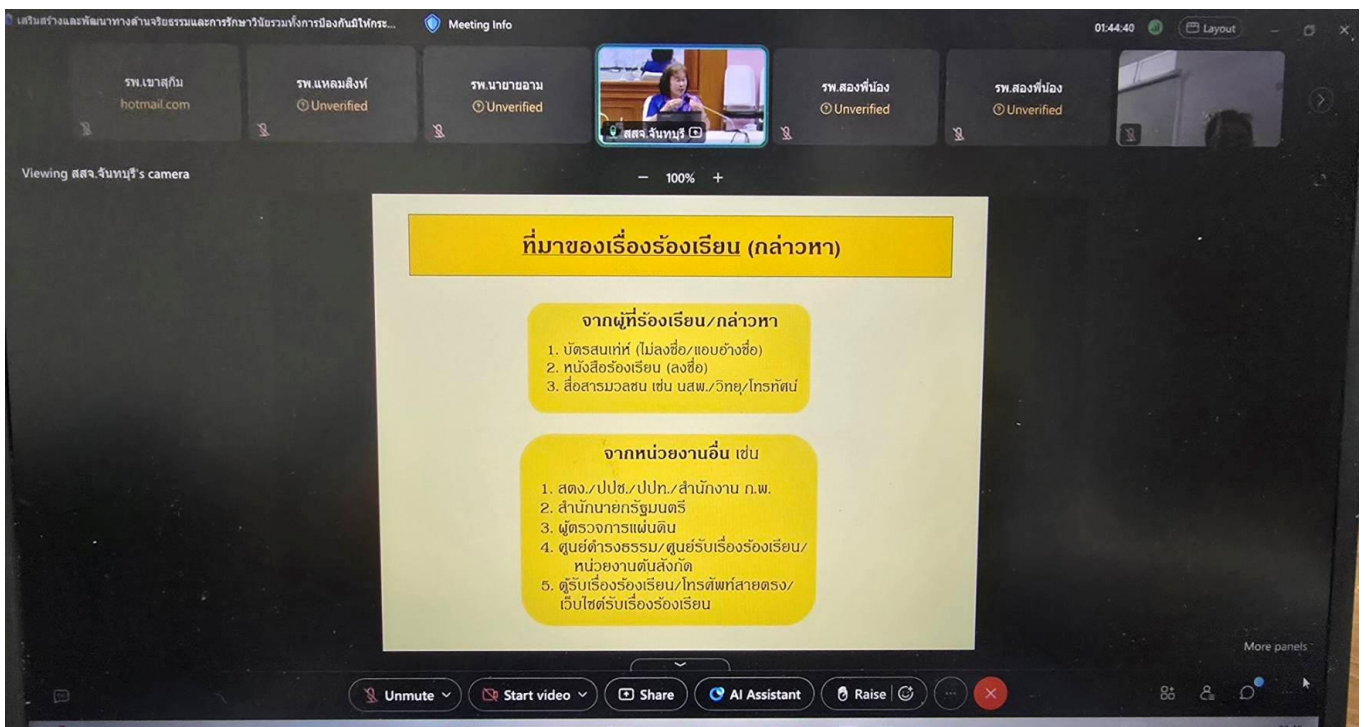 เสริมสร้างและพัฒนาทางด้านจริยธรรมและการรักษาวินัยรวมทั้งการป้องกันมิให้กระ...
Meeting Info
01:44:40
Layout
รพ.เขาสุกิม
hotmail.com
รพ.แหลมสิงห์
Unverified
รพ.นายายอาม
Unverified
สสจ.จันทบุรี
รพ.สองพี่น้อง
Unverified
รพ.สองพี่น้อง
Unverified
Viewing สสจ.จันทบุรี's camera
100%
ที่มาของเรื่องร้องเรียน (กล่าวหา)
จากผู้ที่ร้องเรียน/กล่าวหา
1. บัตรสนเท่ห์ (ไม่ลงชื่อ/แอบอ้างชื่อ)
2. หนังสือร้องเรียน (ลงชื่อ)
3. สื่อสารมวลชน เช่น นสพ./วิทยุ/โทรทัศน์
จากหน่วยงานอื่น เช่น
1. สตง./ปปช./ปปท./สำนักงาน ก.พ.
2. สำนักนายกรัฐมนตรี
3. ผู้ตรวจการแผ่นดิน
4. ศูนย์ดำรงธรรม/ศูนย์รับเรื่องร้องเรียน/
หน่วยงานต้นสังกัด
5. ตู้รับเรื่องร้องเรียน/โทรศัพท์สายตรง/
เว็บไซต์รับเรื่องร้องเรียน
More panels
Unmute
Start video
Share
AI Assistant
Raise